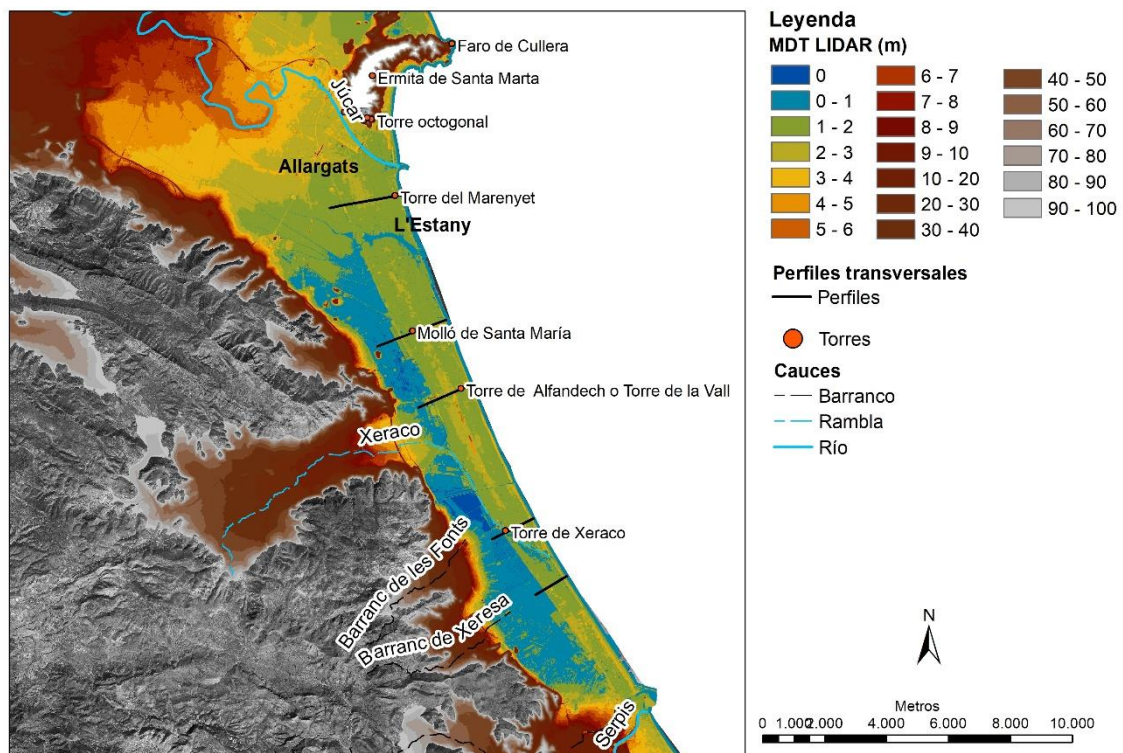 Faro de Cullera
Ermita de Santa Marta
Júcar
Torre octogonal
Allargats
Torre del Marenyet
L'Estany
Molló de Santa María
Torre de Alfandech o Torre de la Vall
Xeraco
Torre de Xeraco
Barranc de les Fonts
Barranc de Xeresa
Serpis
Leyenda
MDT LIDAR (m)
0
0 - 1
1 - 2
2 - 3
3 - 4
4 - 5
5 - 6
6 - 7
7 - 8
8 - 9
9 - 10
10 - 20
20 - 30
30 - 40
40 - 50
50 - 60
60 - 70
70 - 80
80 - 90
90 - 100
Perfiles transversales
Perfiles
Torres
Cauces
Barranco
Rambla
Río
N
Metros
0 1.000 2.000 4.000 6.000 8.000 10.000